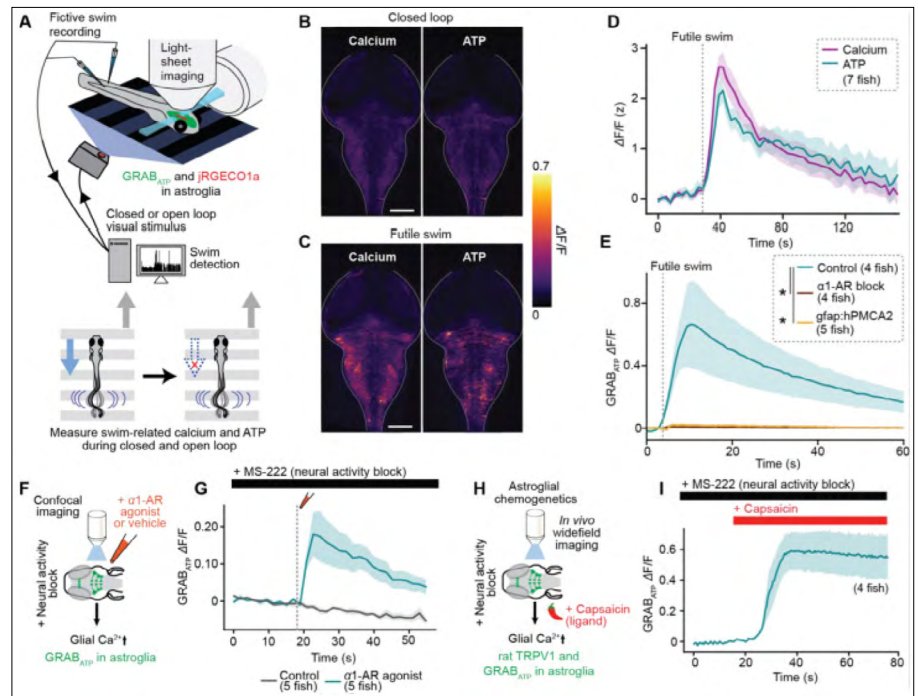 A
Fictive swim
recording
Light-
sheet
imaging
GRABATP and jRGECO1a
in astroglia
Closed or open loop
visual stimulus
Swim
detection
Measure swim-related calcium and ATP
during closed and open loop
B
Closed loop
Calcium
ATP
C
Futile swim
Calcium
ATP
0.7
ΔF/F
0
D
Futile swim
Calcium
ATP
(7 fish)
ΔF/F (z)
3
2
1
0
0
40
80
120
Time (s)
E
Futile swim
Control (4 fish)
α1-AR block
(4 fish)
gfap:hPMCA2
(5 fish)
*
*
GRABATP ΔF/F
0.8
0.4
0
0
10
20
30
40
50
60
Time (s)
F
Confocal
imaging
+ α1-AR
agonist
or vehicle
+ Neural activity
block
Glial Ca²⁺
GRABATP in astroglia
G
+ MS-222 (neural activity block)
GRABATP ΔF/F
0.20
0.10
0
0
10
20
30
40
50
Time (s)
Control
(5 fish)
α1-AR agonist
(5 fish)
H
Astroglial
chemogenetics
In vivo
widefield
imaging
+ Neural activity
block
+ Capsaicin
(ligand)
Glial Ca²⁺
rat TRPV1 and
GRABATP in astroglia
I
+ MS-222 (neural activity block)
+ Capsaicin
GRABATP ΔF/F
0.8
0.4
0
(4 fish)
0
20
40
60
80
Time (s)